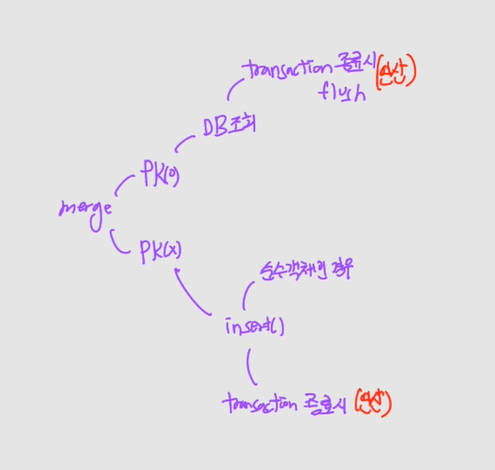 transaction 종료시 (연산)
flush
DB조회
PK(O)
merge
PK(X)
순수객체인 경우
insert()
transaction 종료시 (연산)